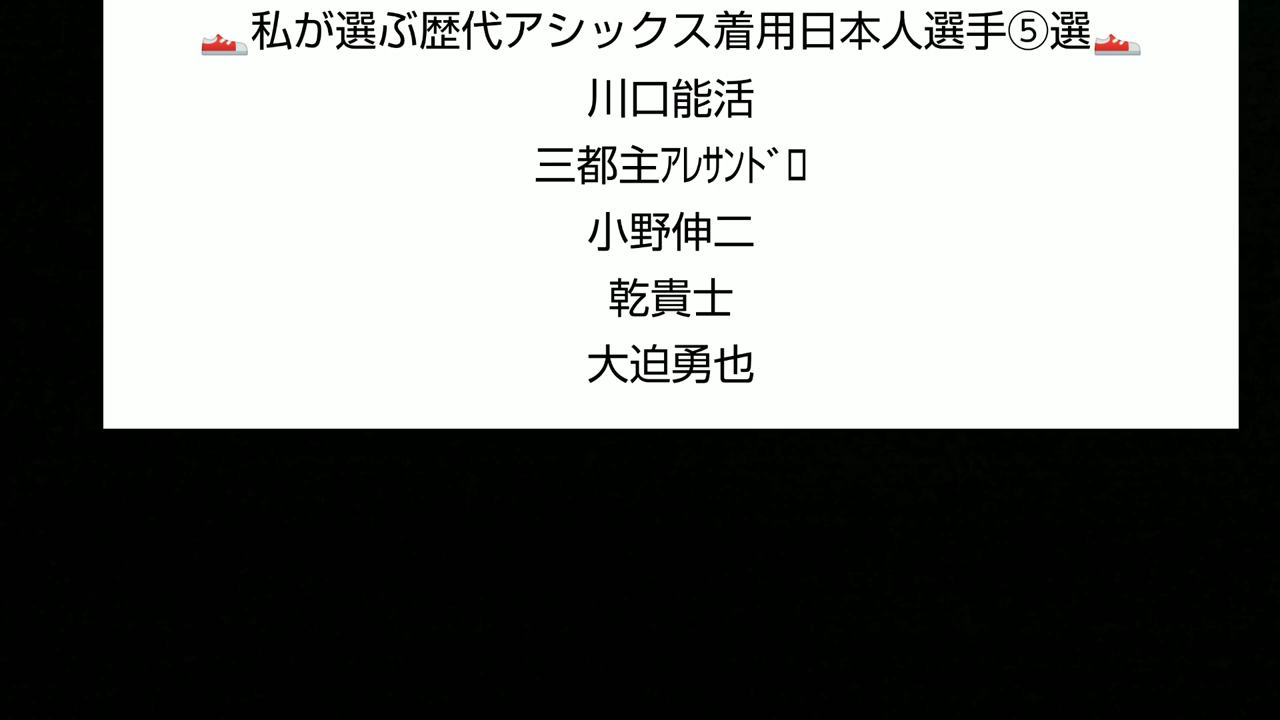 👟私が選ぶ歴代アシックス着用日本人選手⑤選👟
川口能活
三都主ｱﾚｻﾝﾄﾞﾛ
小野伸二
乾貴士
大迫勇也